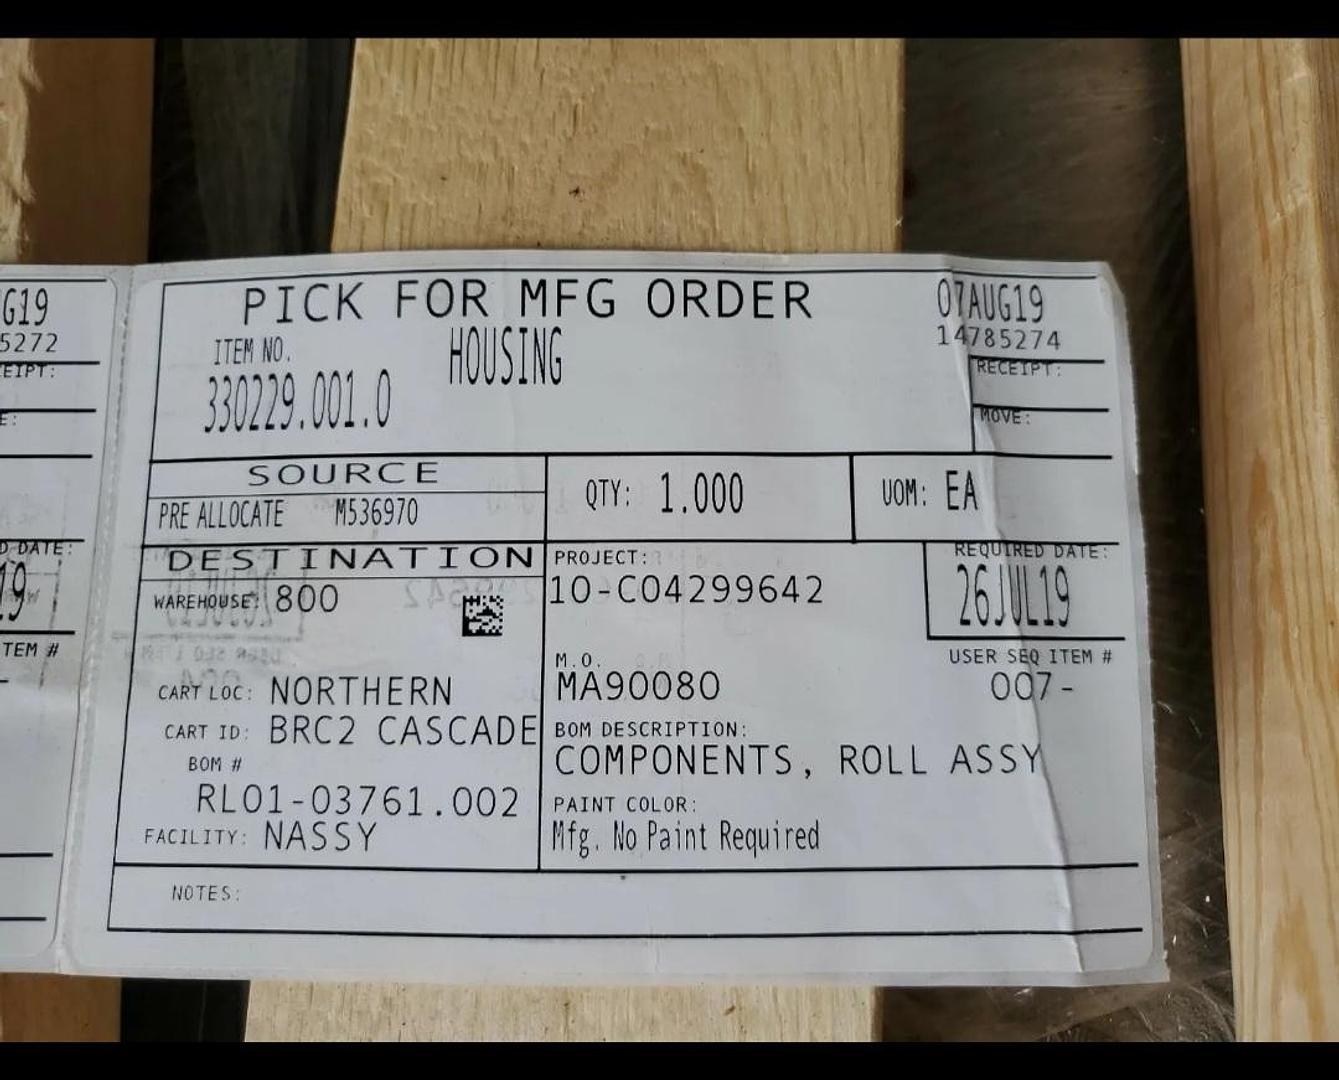 G19
5272
EIPT:
E:
D DATE:
19
TEM #
PICK FOR MFG ORDER
07AUG19
14785274
ITEM NO.
HOUSING
330229.001.0
RECEIPT:
MOVE:
SOURCE
PRE ALLOCATE M536970
QTY: 1.000
UOM: EA
DESTINATION
WAREHOUSE: 800
PROJECT:
10-C04299642
REQUIRED DATE:
26JUL19
M.O.
MA90080
USER SEQ ITEM #
007-
CART LOC: NORTHERN
CART ID: BRC2 CASCADE
BOM #
RL01-03761.002
FACILITY: NASSY
BOM DESCRIPTION:
COMPONENTS, ROLL ASSY
PAINT COLOR:
Mfg. No Paint Required
NOTES: